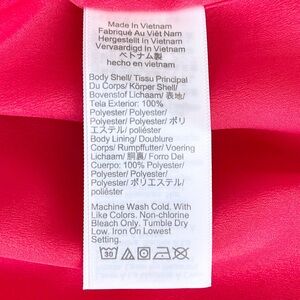 Made In Vietnam
Fabriqué Au Viêt Nam
Hergestellt In Vietnam
Vervaardigd In Vietnam
ベトナム製
hecho en vietnam
Body Shell/ Tissu Principal
Du Corps/ Körper Shell/
Bovenstof Lichaam/ 表地/
Tela Exterior: 100%
Polyester/ Polyester/
Polyester/ Polyester/ ポリ
エステル/ poliéster
Body Lining/ Doublure
Corps/ Rumpffutter/ Voering
Lichaam/ 胴裏/ Forro Del
Cuerpo: 100% Polyester/
Polyester/ Polyester/
Polyester/ ポリエステル/
poliéster
Machine Wash Cold. With
Like Colors. Non-chlorine
Bleach Only. Tumble Dry
Low. Iron On Lowest
Setting.
30